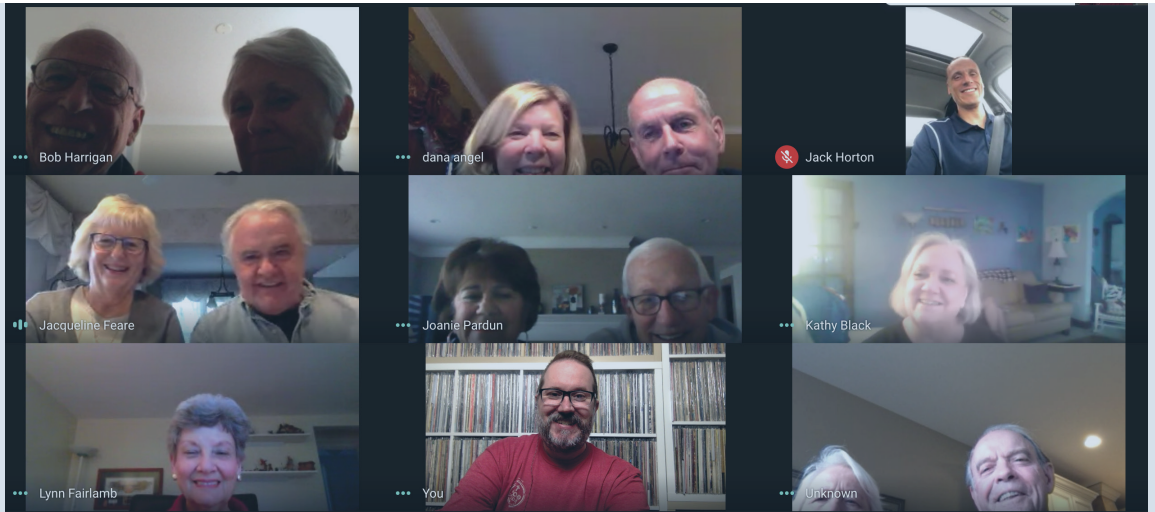 Bob Harrigan
dana angel
Jack Horton
Jacqueline Feare
Joanie Pardun
Kathy Black
Lynn Fairlamb
You
Unknown